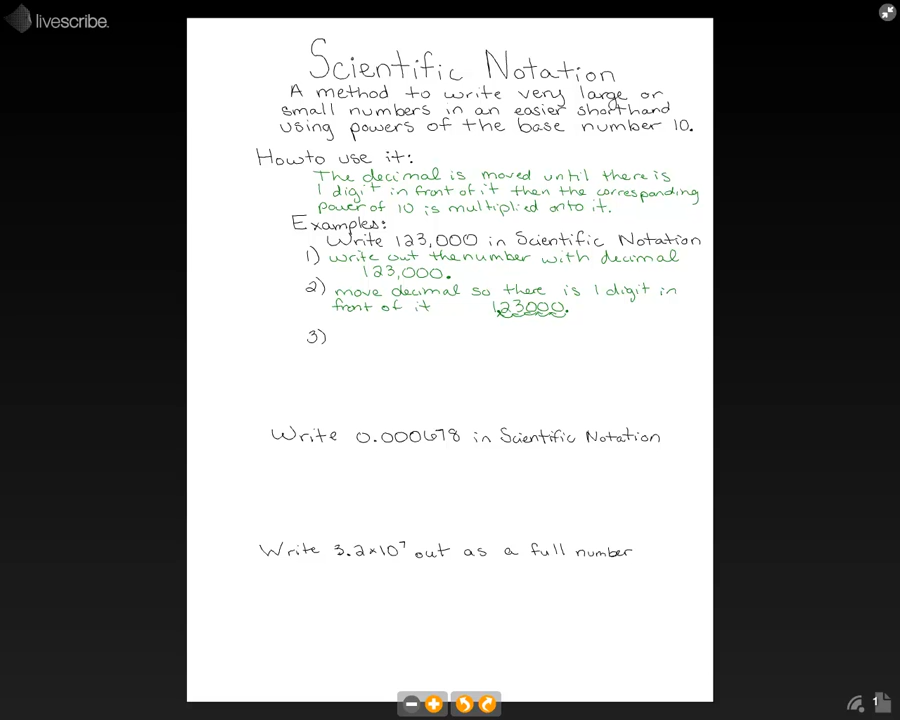 livescribe.
Scientific Notation
A method to write very large or
small numbers in an easier shorthand
using powers of the base number 10.
How to use it:
The decimal is moved until there is
1 digit in front of it then the corresponding
power of 10 is multiplied onto it.
Examples:
Write 123,000 in Scientific Notation
1) write out the number with decimal
123,000.
2) move decimal so there is 1 digit in
front of it 1.23000.
3)
Write 0.000678 in Scientific Notation
Write 3.2×10⁷ out as a full number
1